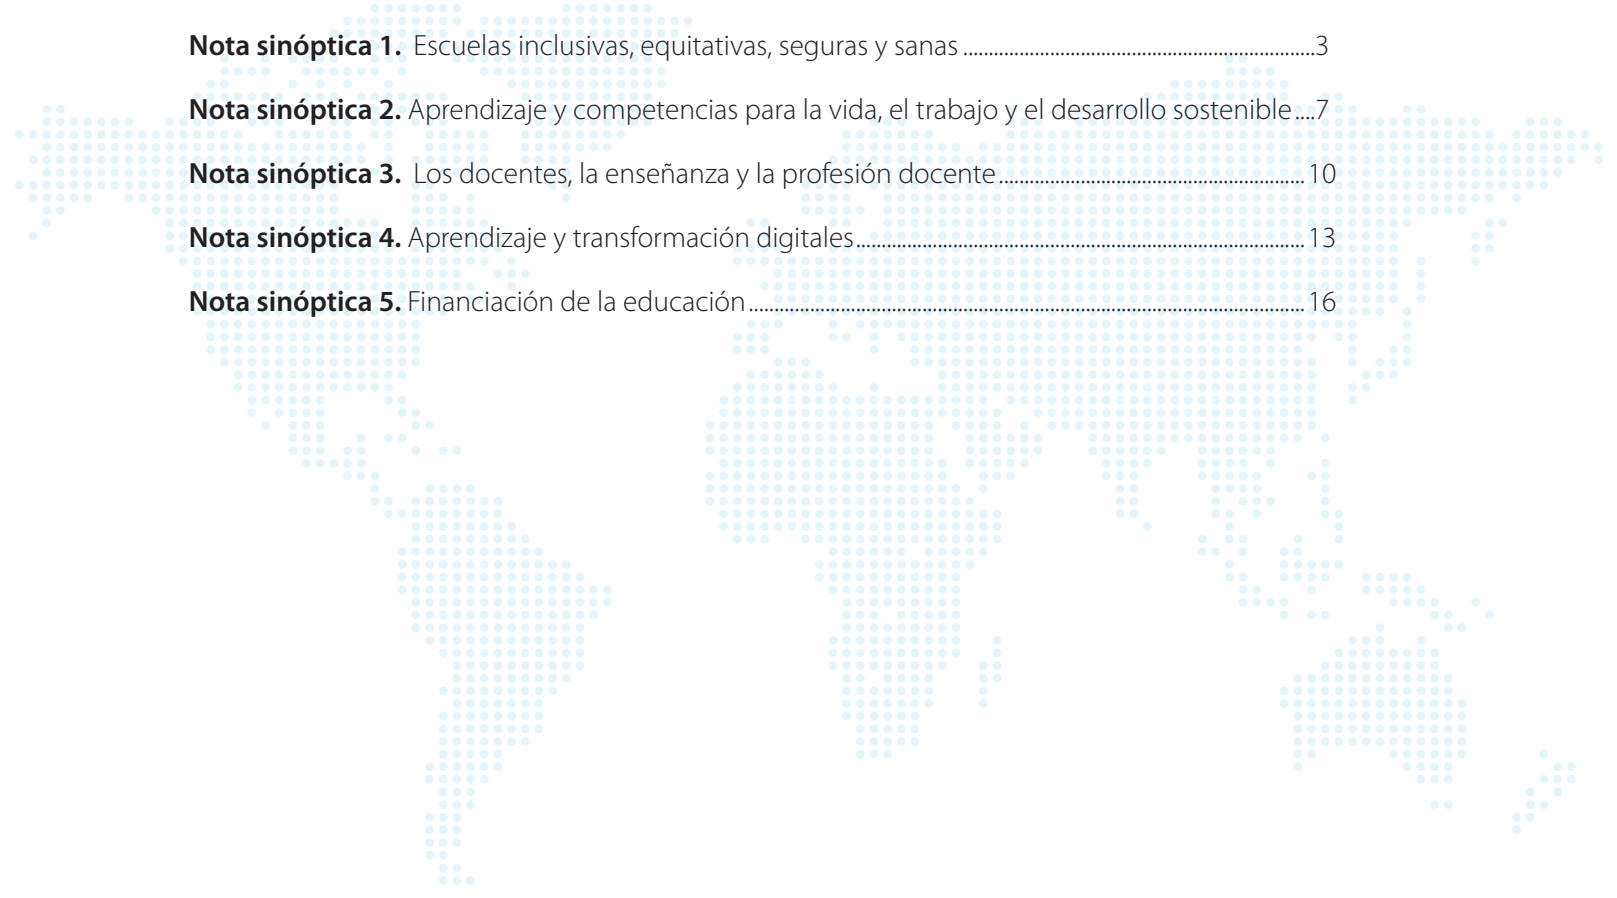 Nota sinóptica 1. Escuelas inclusivas, equitativas, seguras y sanas ........................................................................3
Nota sinóptica 2. Aprendizaje y competencias para la vida, el trabajo y el desarrollo sostenible....7
Nota sinóptica 3. Los docentes, la enseñanza y la profesión docente..............................................................10
Nota sinóptica 4. Aprendizaje y transformación digitales..........................................................................................13
Nota sinóptica 5. Financiación de la educación................................................................................................................16